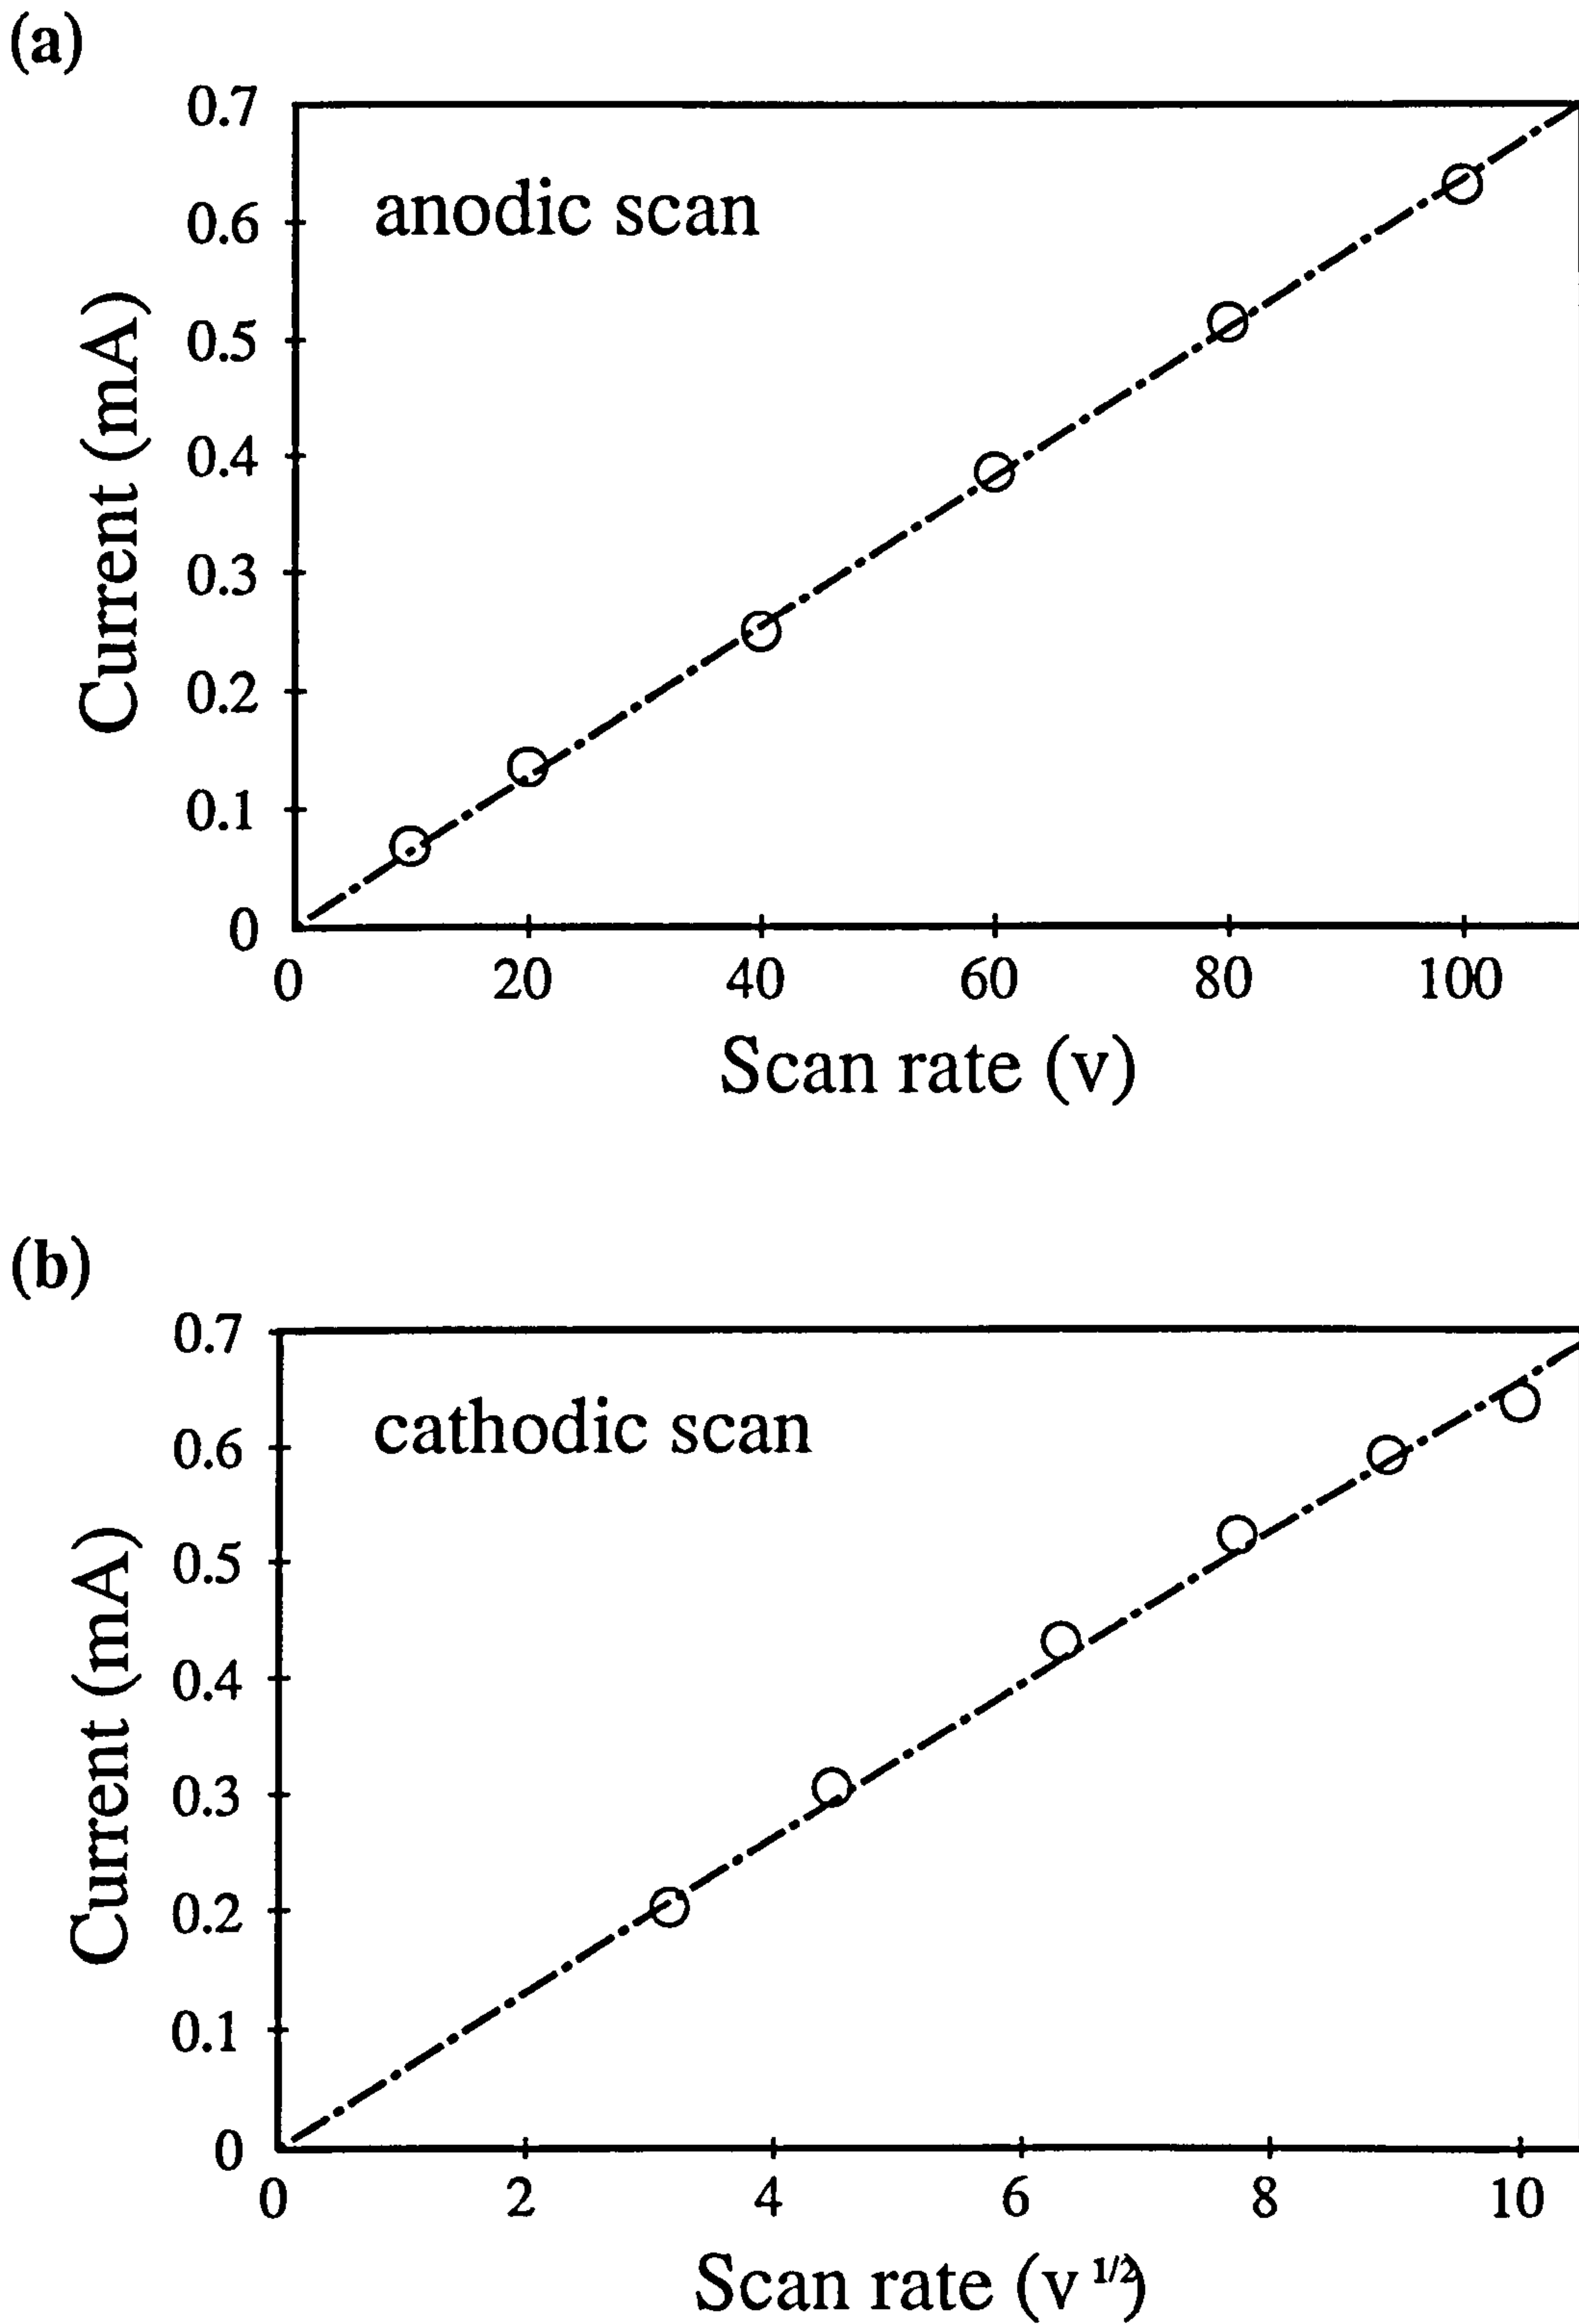 (a)
0.7
anodic scan
0.6
0.5
0.4
0.3
0.2
0.1
0
Current (mA)
0 20 40 60 80 100
Scan rate (v)
(b)
0.7
cathodic scan
0.6
0.5
0.4
0.3
0.2
0.1
0
Current (mA)
0 2 4 6 8 10
Scan rate (v 1/2)